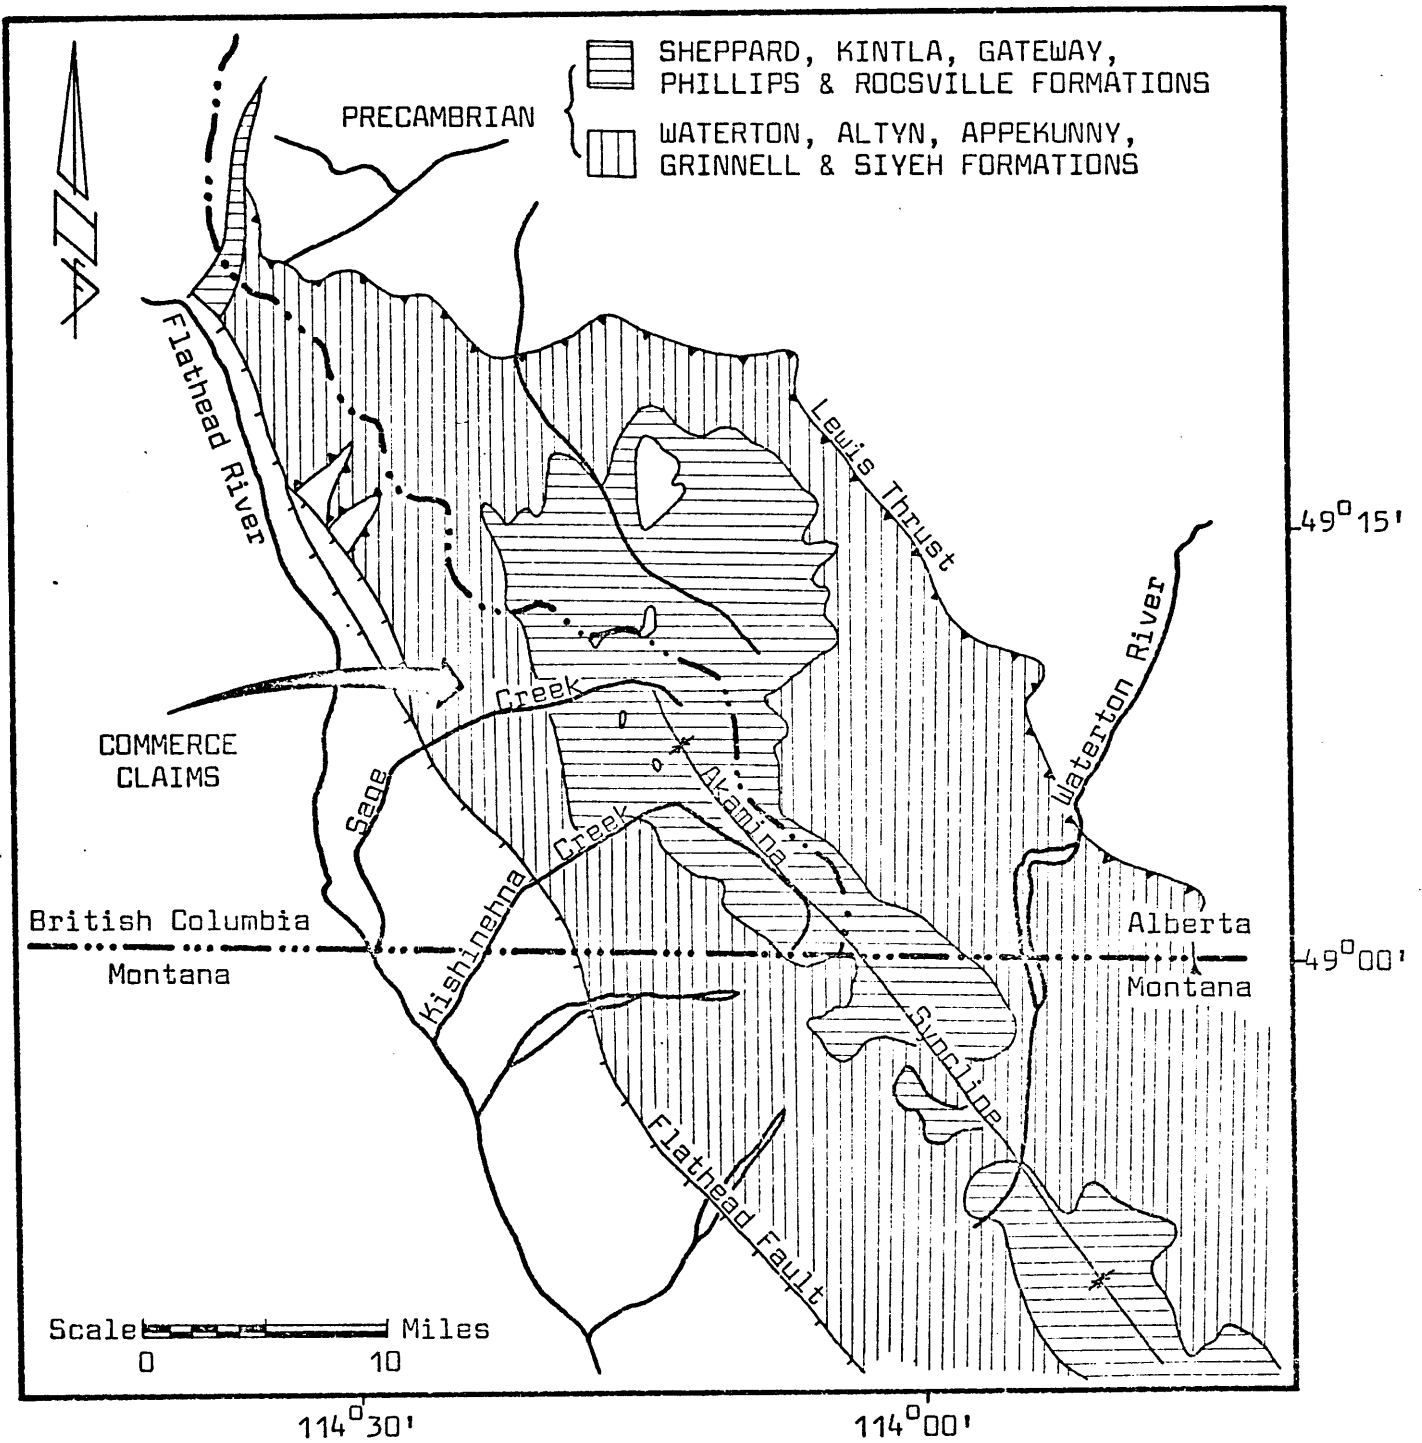 SHEPPARD, KINTLA, GATEWAY,
PHILLIPS & ROOSVILLE FORMATIONS
PRECAMBRIAN
WATERTON, ALTYN, APPEKUNNY,
GRINNELL & SIYEH FORMATIONS
N
Flathead River
Lewis Thrust
49° 15'
Waterton River
Creek
COMMERCE
CLAIMS
Sage
Akamina
Creek
Kishinehna
British Columbia
Montana
Alberta
Montana
49° 00'
Syncline
Flathead Fault
Scale
Miles
0
10
114° 30'
114° 00'